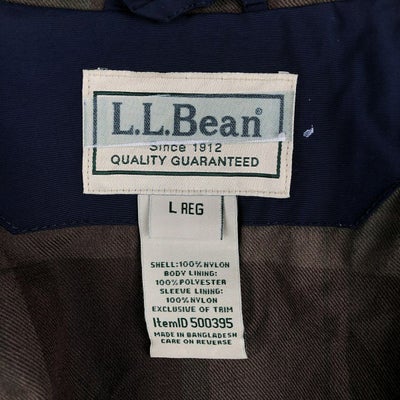 L.L.Bean®
Since 1912
QUALITY GUARANTEED
L REG
SHELL:100% NYLON
BODY LINING:
100% POLYESTER
SLEEVE LINING:
100% NYLON
EXCLUSIVE OF TRIM
ItemID 500395
MADE IN BANGLADESH
CARE ON REVERSE